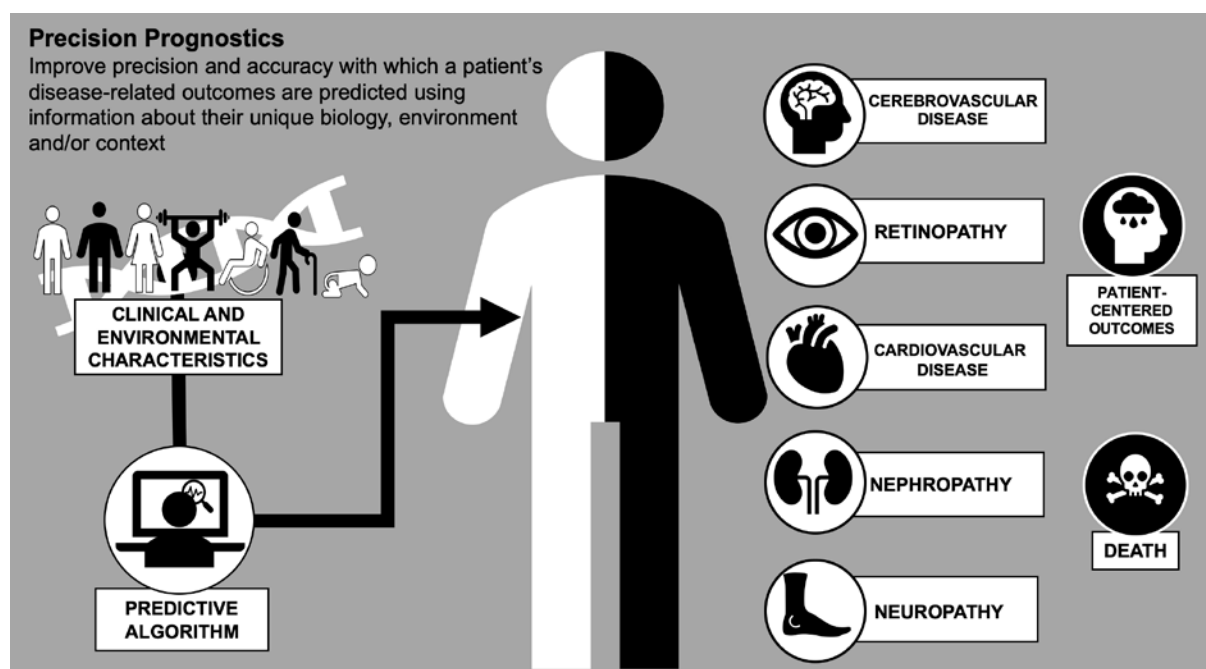 Precision Prognostics
Improve precision and accuracy with which a patient's
disease-related outcomes are predicted using
information about their unique biology, environment
and/or context
CLINICAL AND
ENVIRONMENTAL
CHARACTERISTICS
PREDICTIVE
ALGORITHM
CEREBROVASCULAR
DISEASE
RETINOPATHY
CARDIOVASCULAR
DISEASE
NEPHROPATHY
NEUROPATHY
PATIENT-
CENTERED
OUTCOMES
DEATH